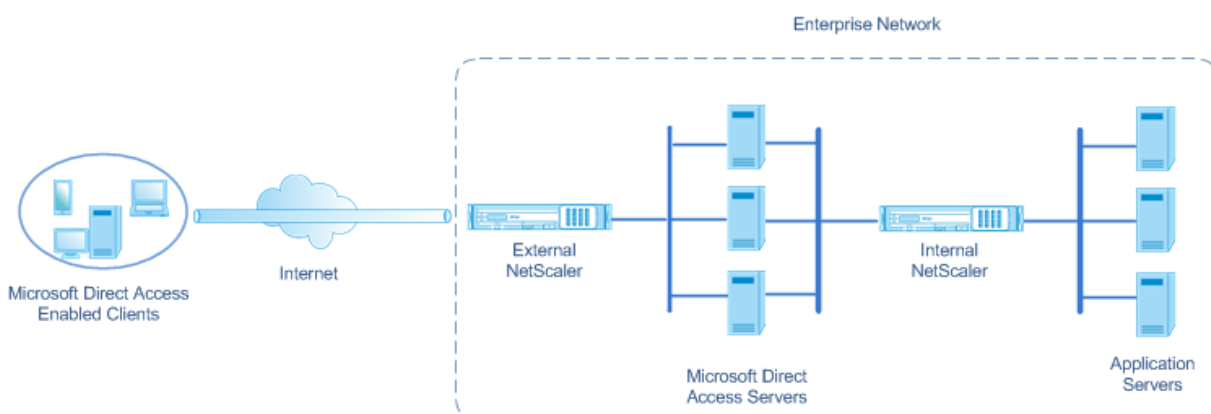 Enterprise Network
Microsoft Direct Access
Enabled Clients
Internet
External
NetScaler
Microsoft Direct
Access Servers
Internal
NetScaler
Application
Servers